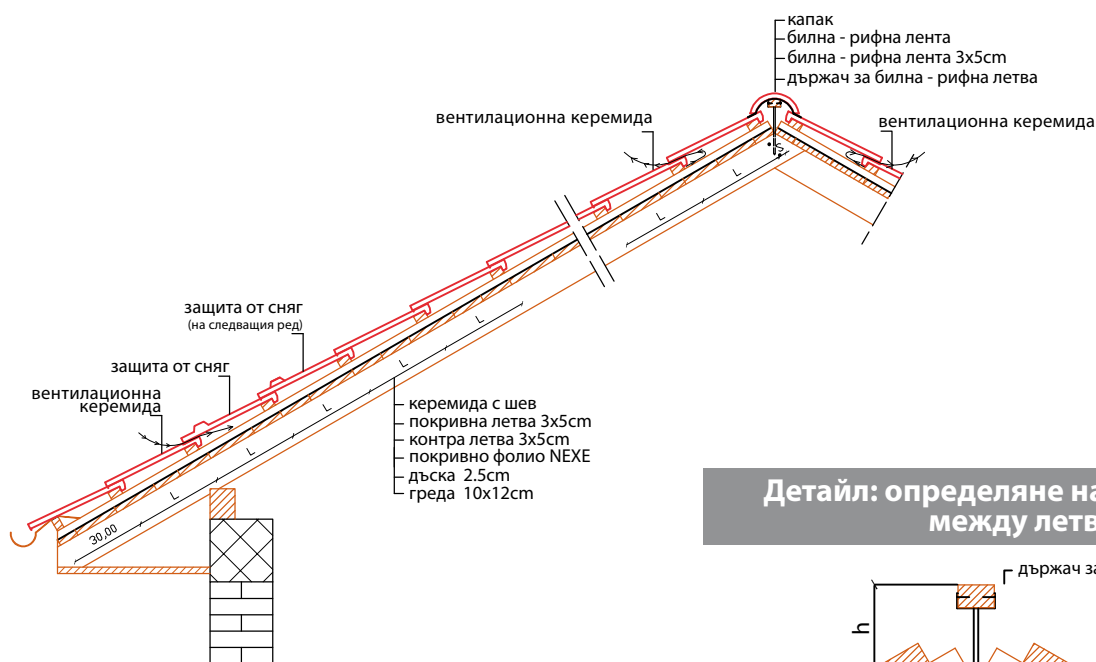 капак
билна - рифна лента
билна - рифна лента 3x5cm
държач за билна - рифна летва
вентилационна керемида
вентилационна керемида
S
L
L
защита от сняг
(на следващия ред)
защита от сняг
вентилационна
керемида
L
L
L
L
L
30,00
керемида с шев
покривна летва 3x5cm
контра летва 3x5cm
покривно фолио NEXE
дъска 2.5cm
греда 10x12cm
Детайл: определяне на
между летв
държач за
h